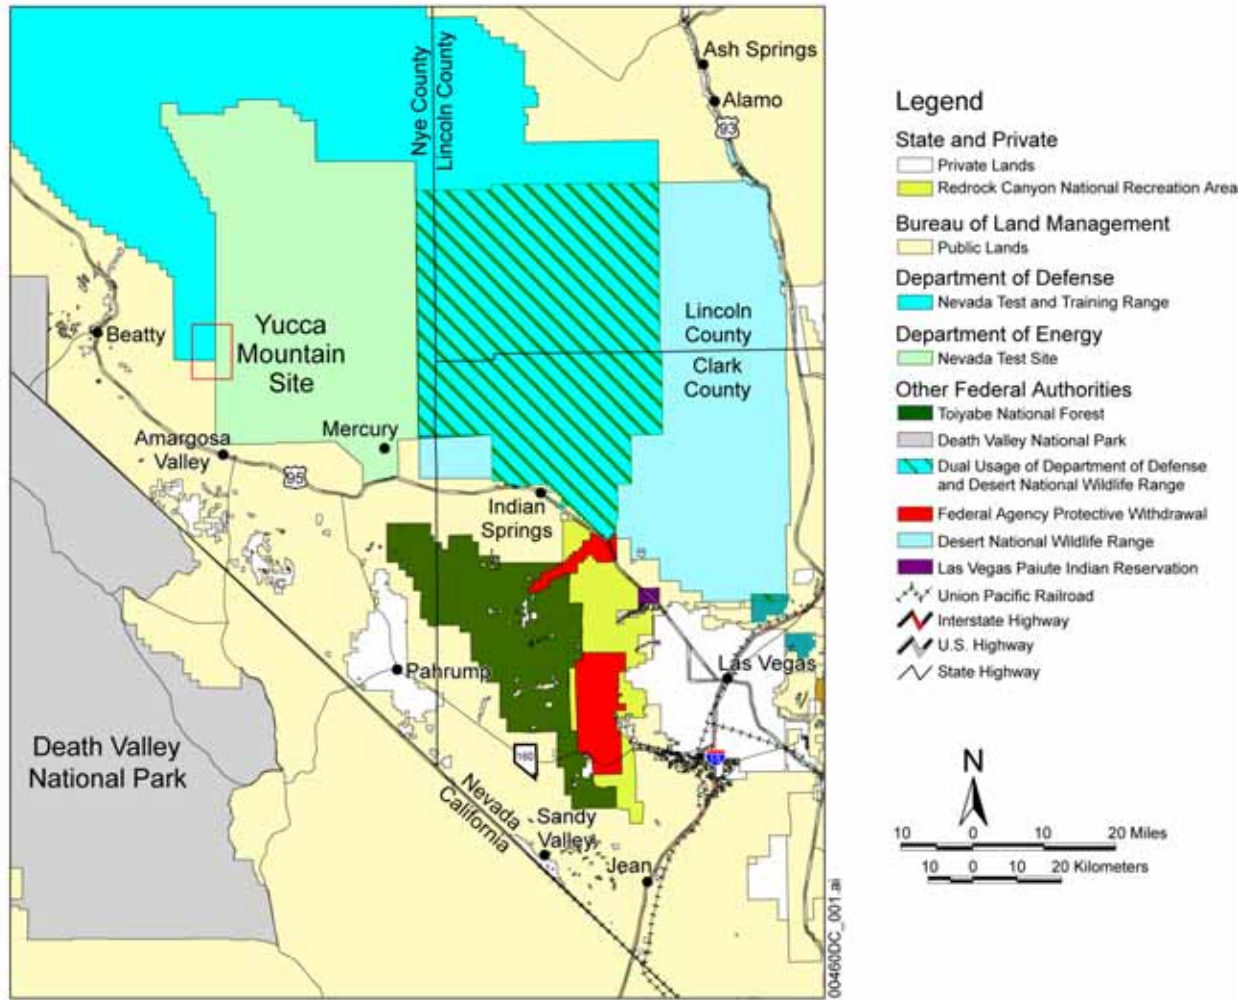 Nye County
Lincoln County
Ash Springs
Alamo
93
Lincoln
County
Clark
County
Yucca
Mountain
Site
Beatty
Amargosa
Valley
Mercury
95
Indian
Springs
Pahrump
Las Vegas
160
15
Death Valley
National Park
Nevada
California
Sandy
Valley
Jean
00460DC_001.ai
Legend
State and Private
Private Lands
Redrock Canyon National Recreation Area
Bureau of Land Management
Public Lands
Department of Defense
Nevada Test and Training Range
Department of Energy
Nevada Test Site
Other Federal Authorities
Toiyabe National Forest
Death Valley National Park
Dual Usage of Department of Defense
and Desert National Wildlife Range
Federal Agency Protective Withdrawal
Desert National Wildlife Range
Las Vegas Paiute Indian Reservation
Union Pacific Railroad
Interstate Highway
U.S. Highway
State Highway
N
10 0 10 20 Miles
10 0 10 20 Kilometers